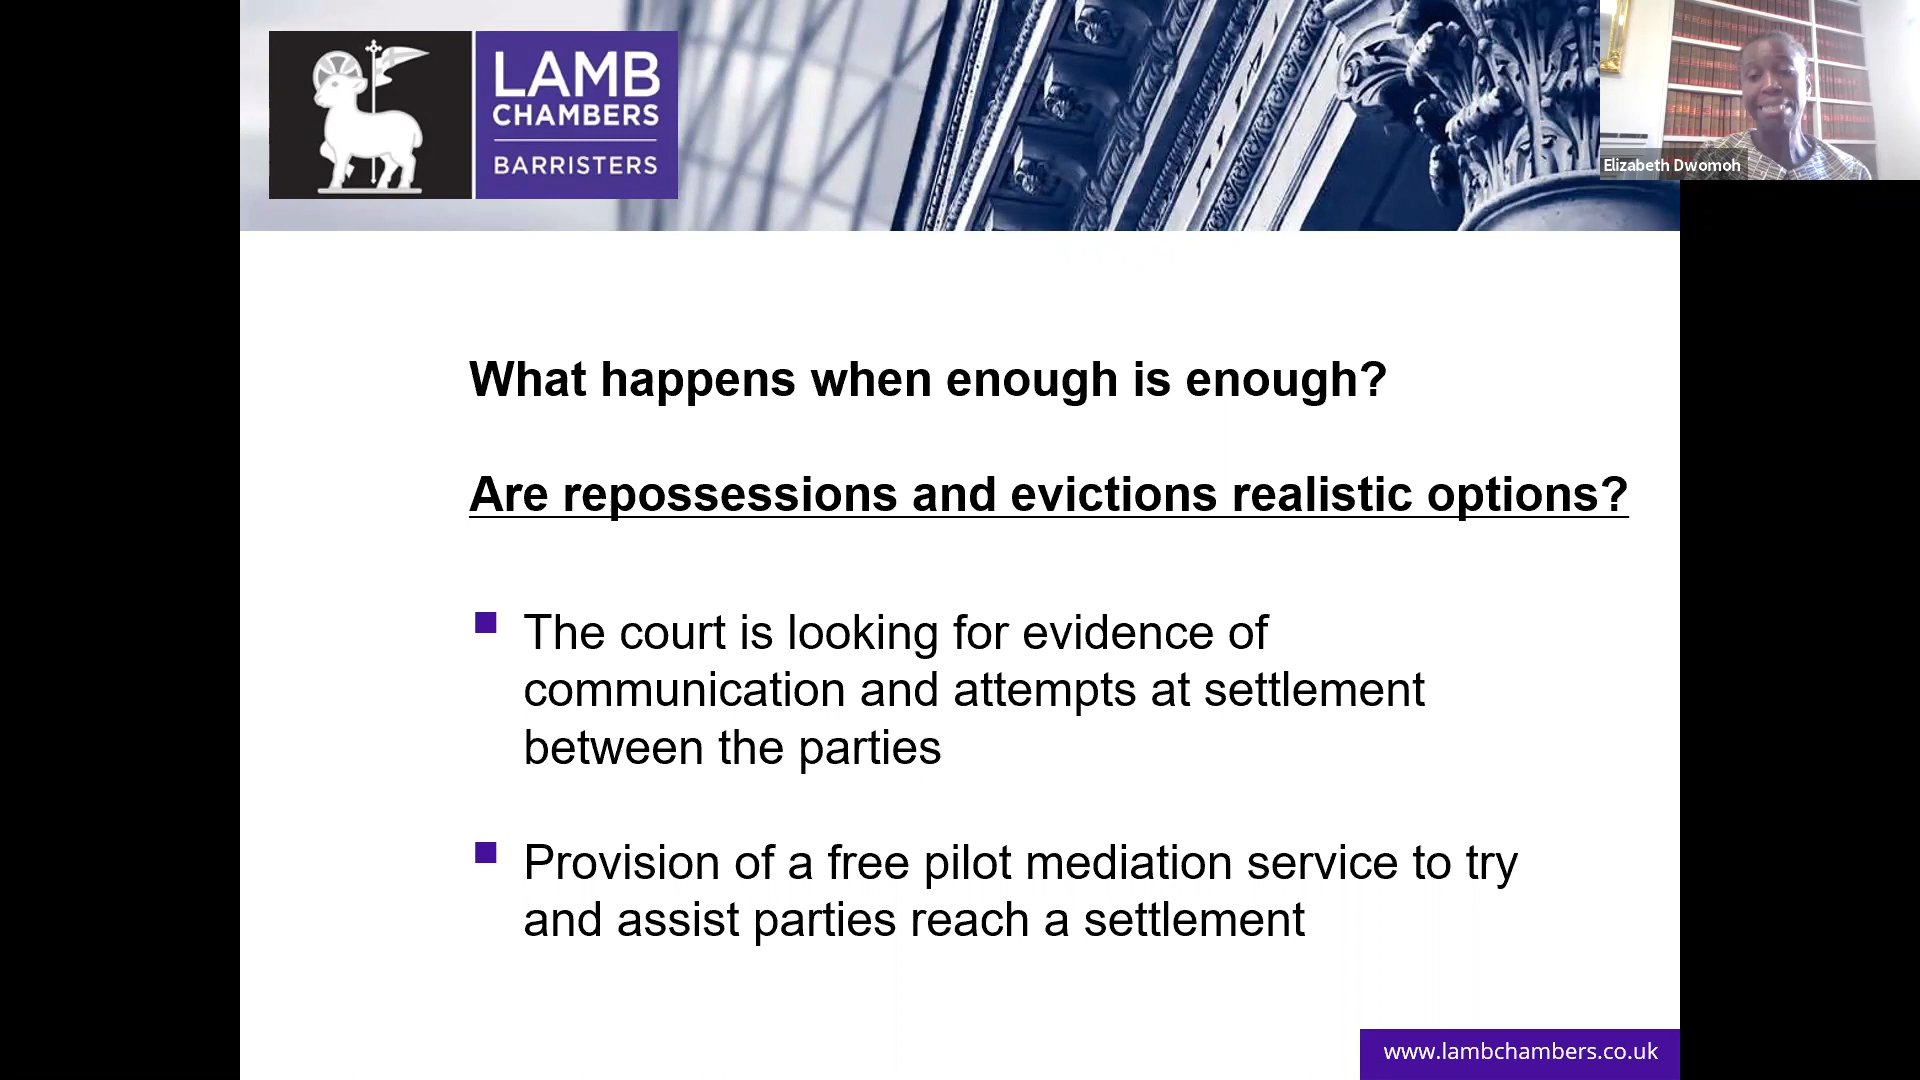 LAMB
CHAMBERS
BARRISTERS
Elizabeth Dwomoh
What happens when enough is enough?
Are repossessions and evictions realistic options?
The court is looking for evidence of
communication and attempts at settlement
between the parties
Provision of a free pilot mediation service to try
and assist parties reach a settlement
www.lambchambers.co.uk